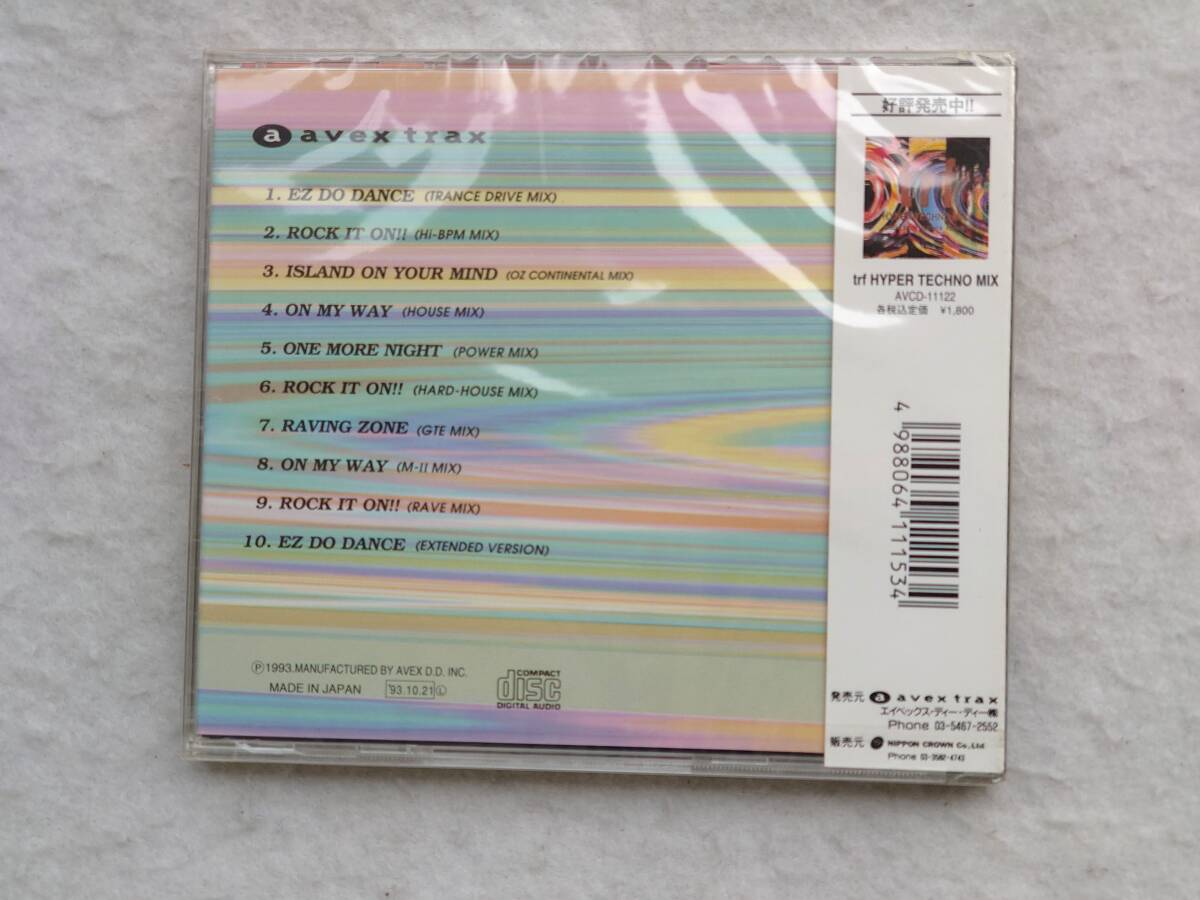 a avex trax
1. EZ DO DANCE (TRANCE DRIVE MIX)
2. ROCK IT ON!! (Hi-BPM MIX)
3. ISLAND ON YOUR MIND (OZ CONTINENTAL MIX)
4. ON MY WAY (HOUSE MIX)
5. ONE MORE NIGHT (POWER MIX)
6. ROCK IT ON!! (HARD-HOUSE MIX)
7. RAVING ZONE (GTE MIX)
8. ON MY WAY (M-II MIX)
9. ROCK IT ON!! (RAVE MIX)
10. EZ DO DANCE (EXTENDED VERSION)
Ⓟ1993.MANUFACTURED BY AVEX D.D. INC.
MADE IN JAPAN '93.10.21Ⓛ
COMPACT
disc
DIGITAL AUDIO
好評発売中!!
trf HYPER TECHNO MIX
AVCD-11122
各税込定価 ¥1,800
4 988064 111534
発売元 a avex trax
エイベックス・ディー・ディー㈱
Phone 03-5467-2552
販売元 NIPPON CROWN Co.,Ltd
Phone 03-3582-4743